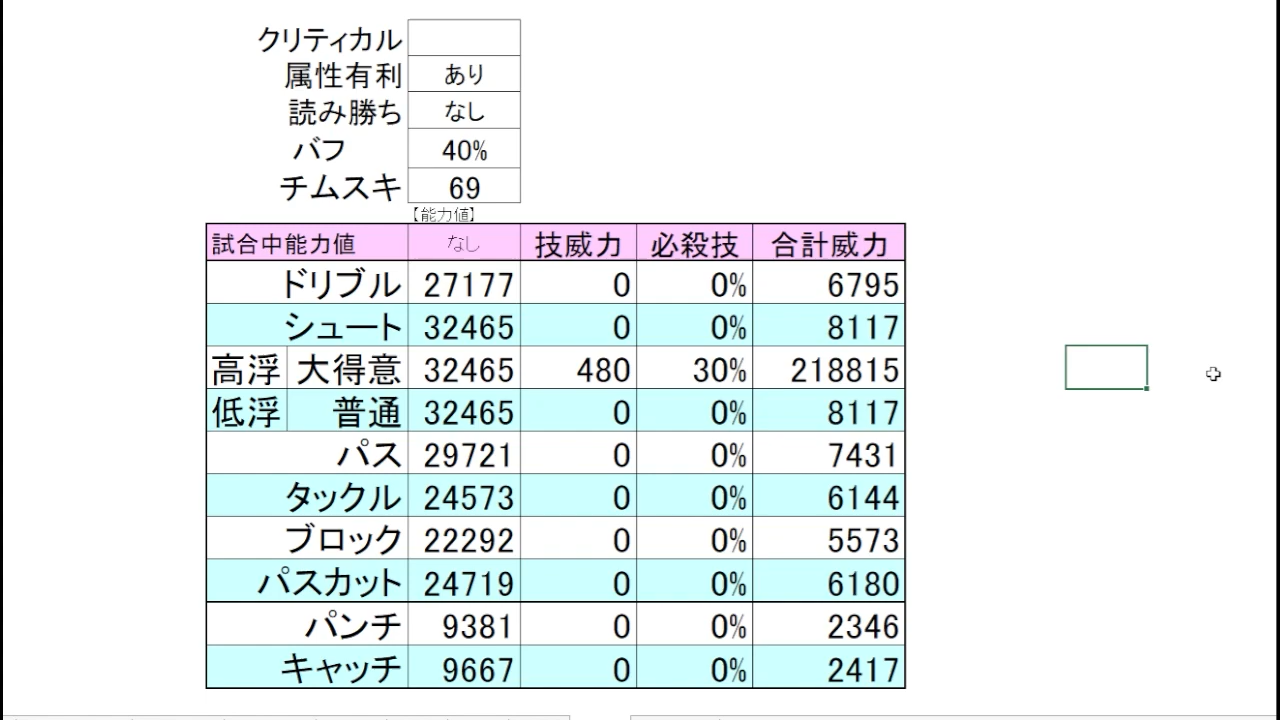 クリティカル
属性有利 あり
読み勝ち なし
バフ 40%
チムスキ 69
【能力値】
試合中能力値 なし 技威力 必殺技 合計威力
ドリブル 27177 0 0% 6795
シュート 32465 0 0% 8117
高浮 大得意 32465 480 30% 218815
低浮 普通 32465 0 0% 8117
パス 29721 0 0% 7431
タックル 24573 0 0% 6144
ブロック 22292 0 0% 5573
パスカット 24719 0 0% 6180
パンチ 9381 0 0% 2346
キャッチ 9667 0 0% 2417